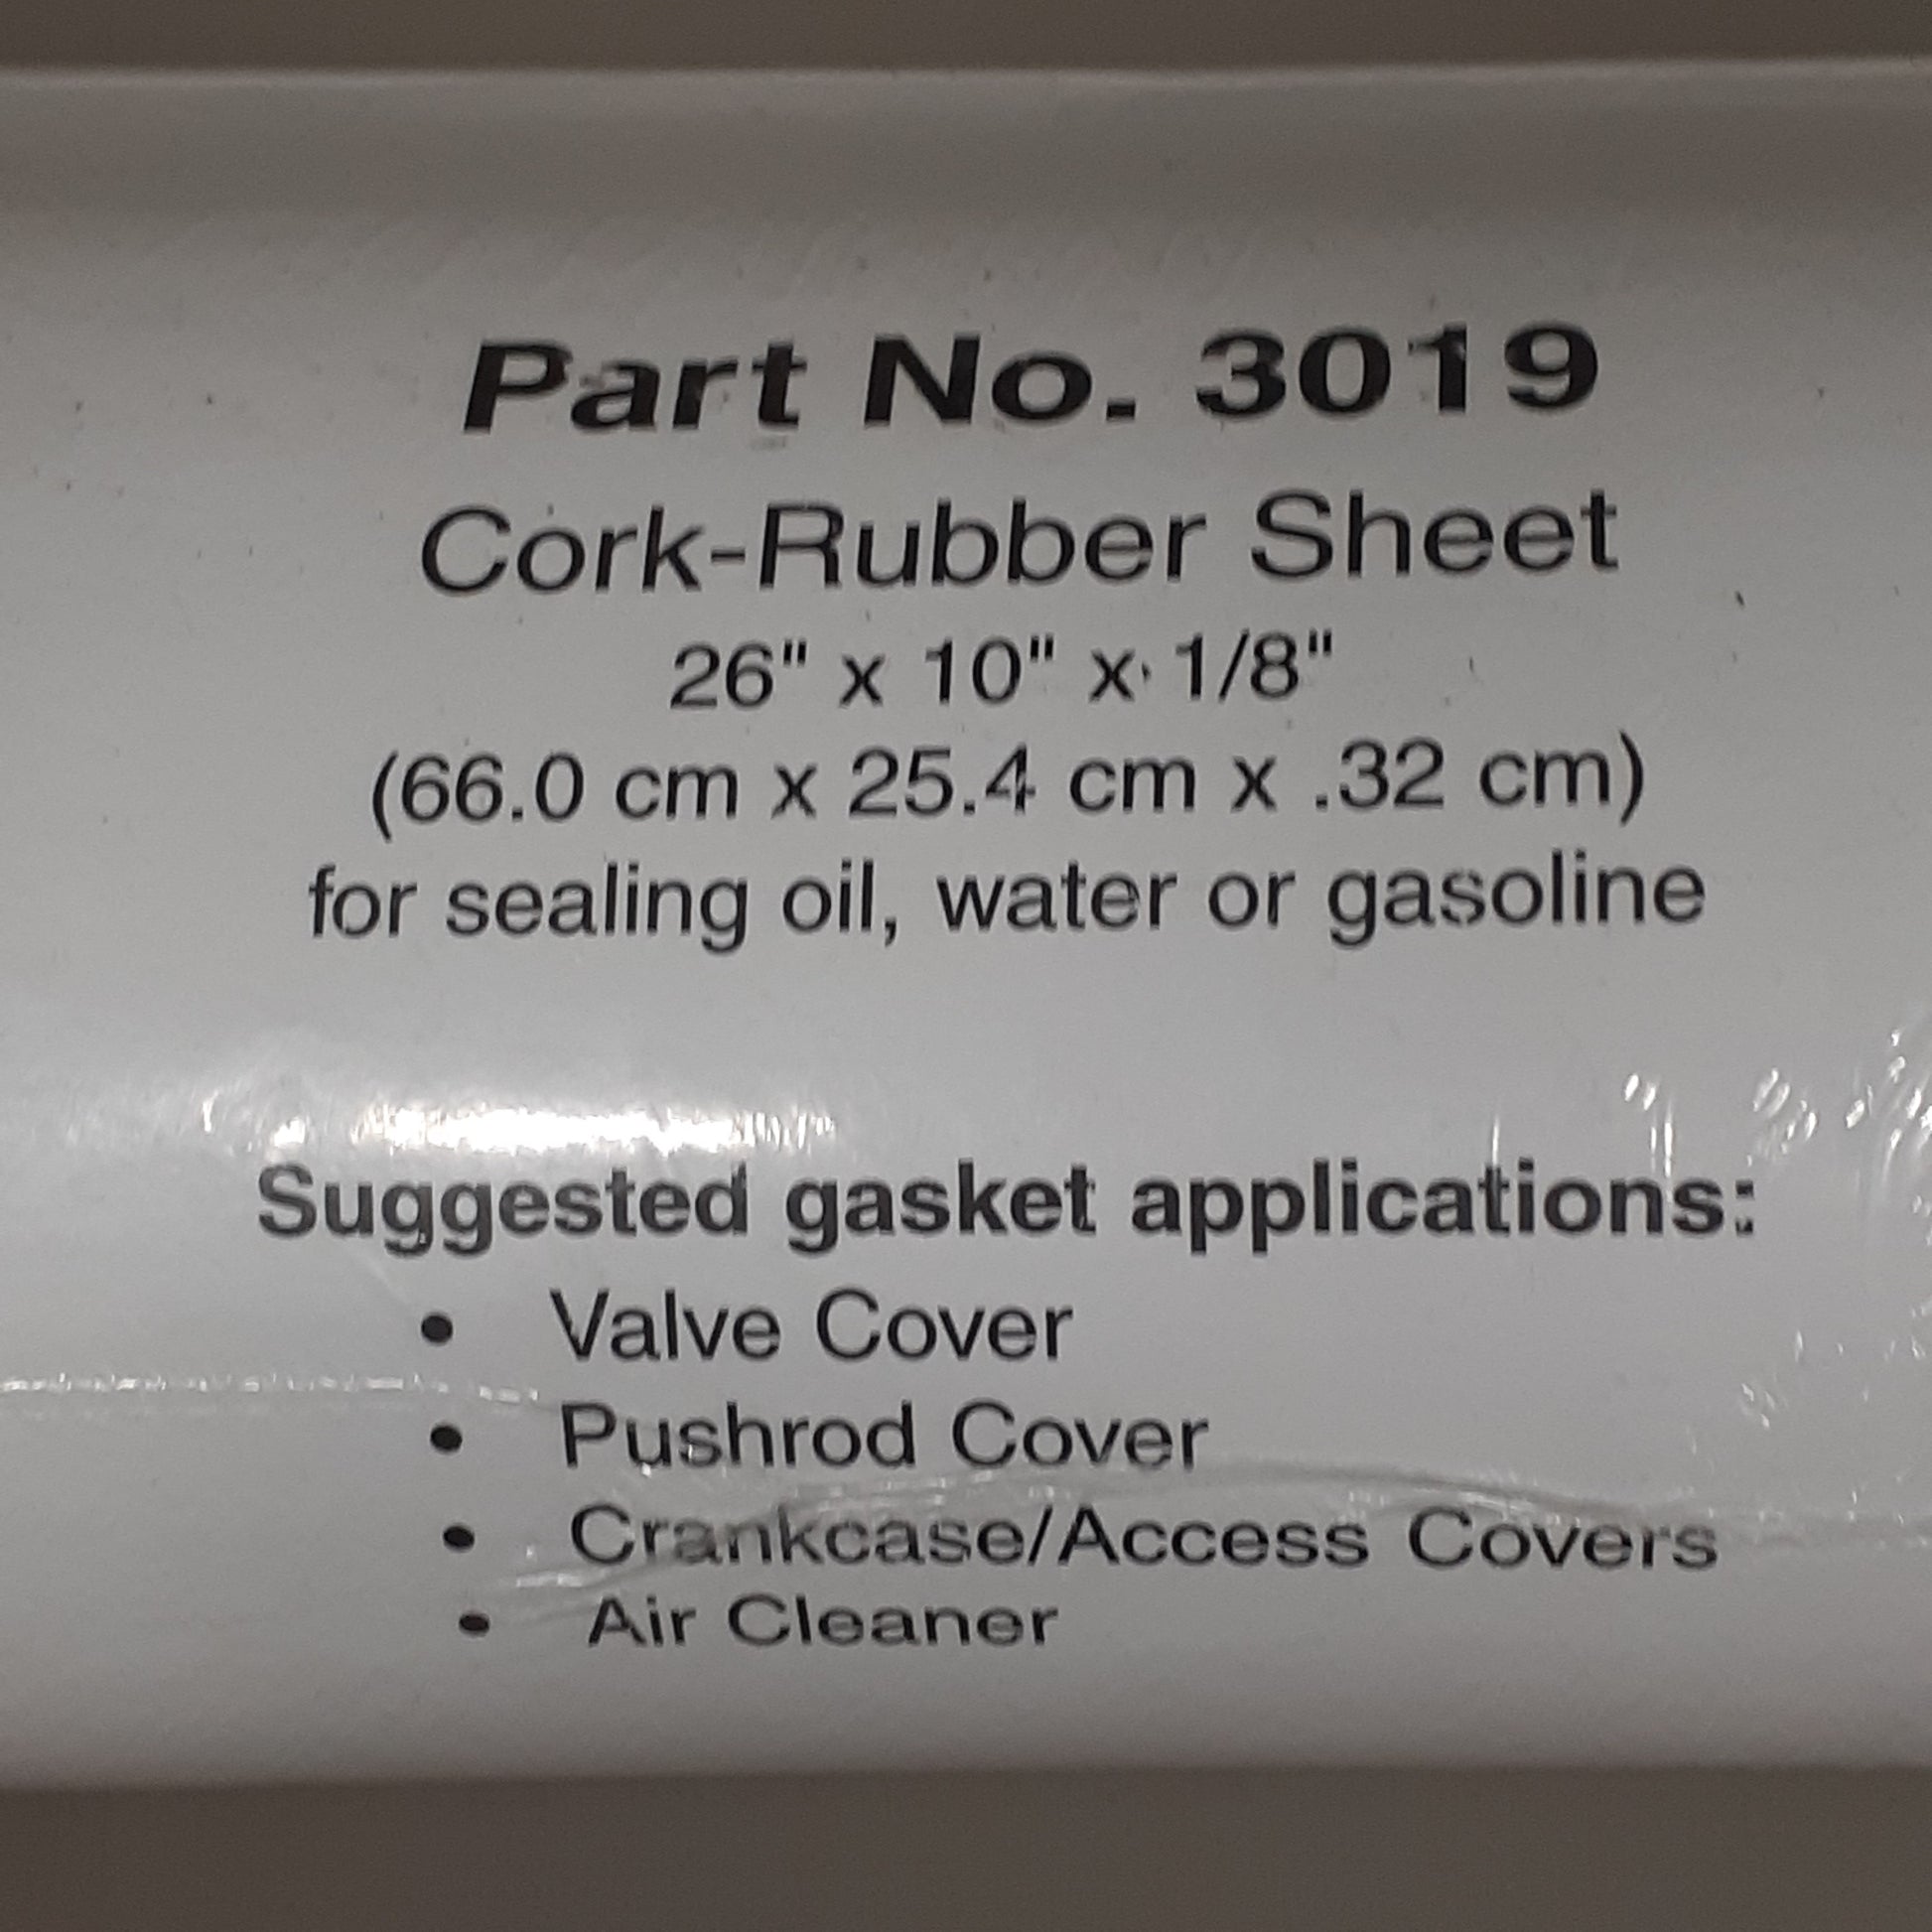 Part No. 3019
Cork-Rubber Sheet
26" x 10" x 1/8"
(66.0 cm x 25.4 cm x .32 cm)
for sealing oil, water or gasoline
Suggested gasket applications:
• Valve Cover
• Pushrod Cover
• Crankcase/Access Covers
• Air Cleaner